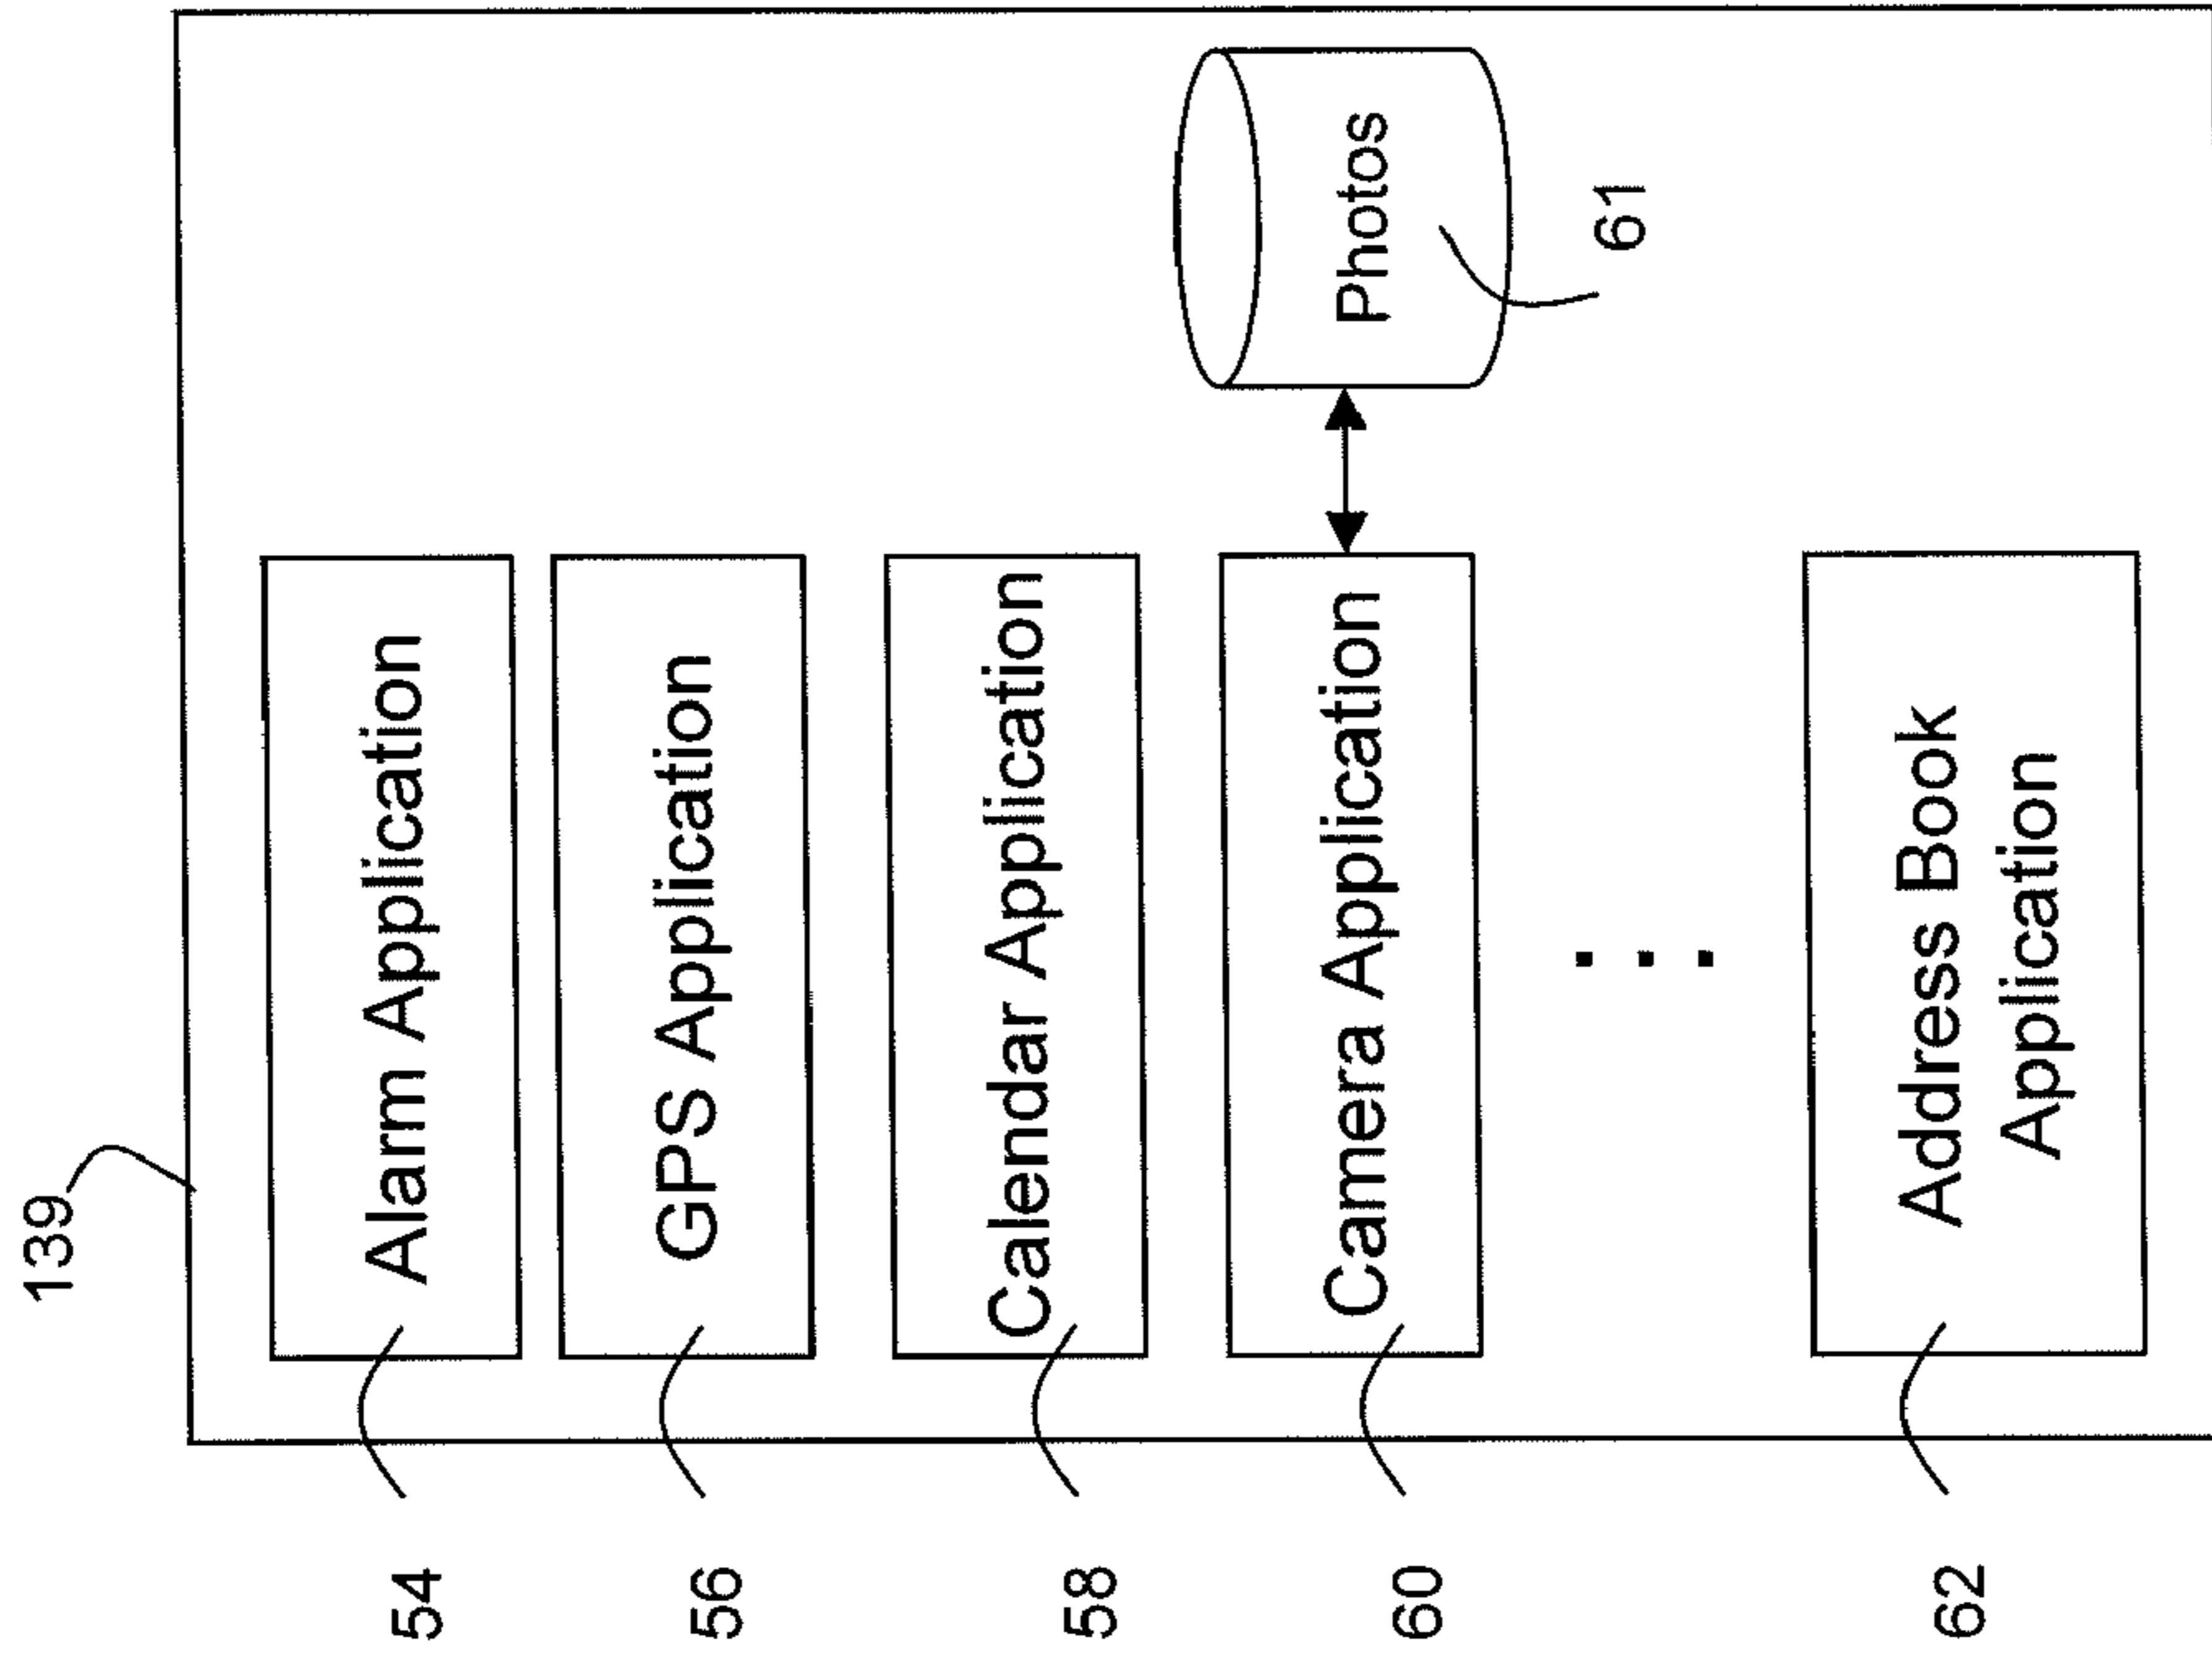 139
54
Alarm Application
56
GPS Application
58
Calendar Application
60
Camera Application
Photos
61
62
Address Book
Application